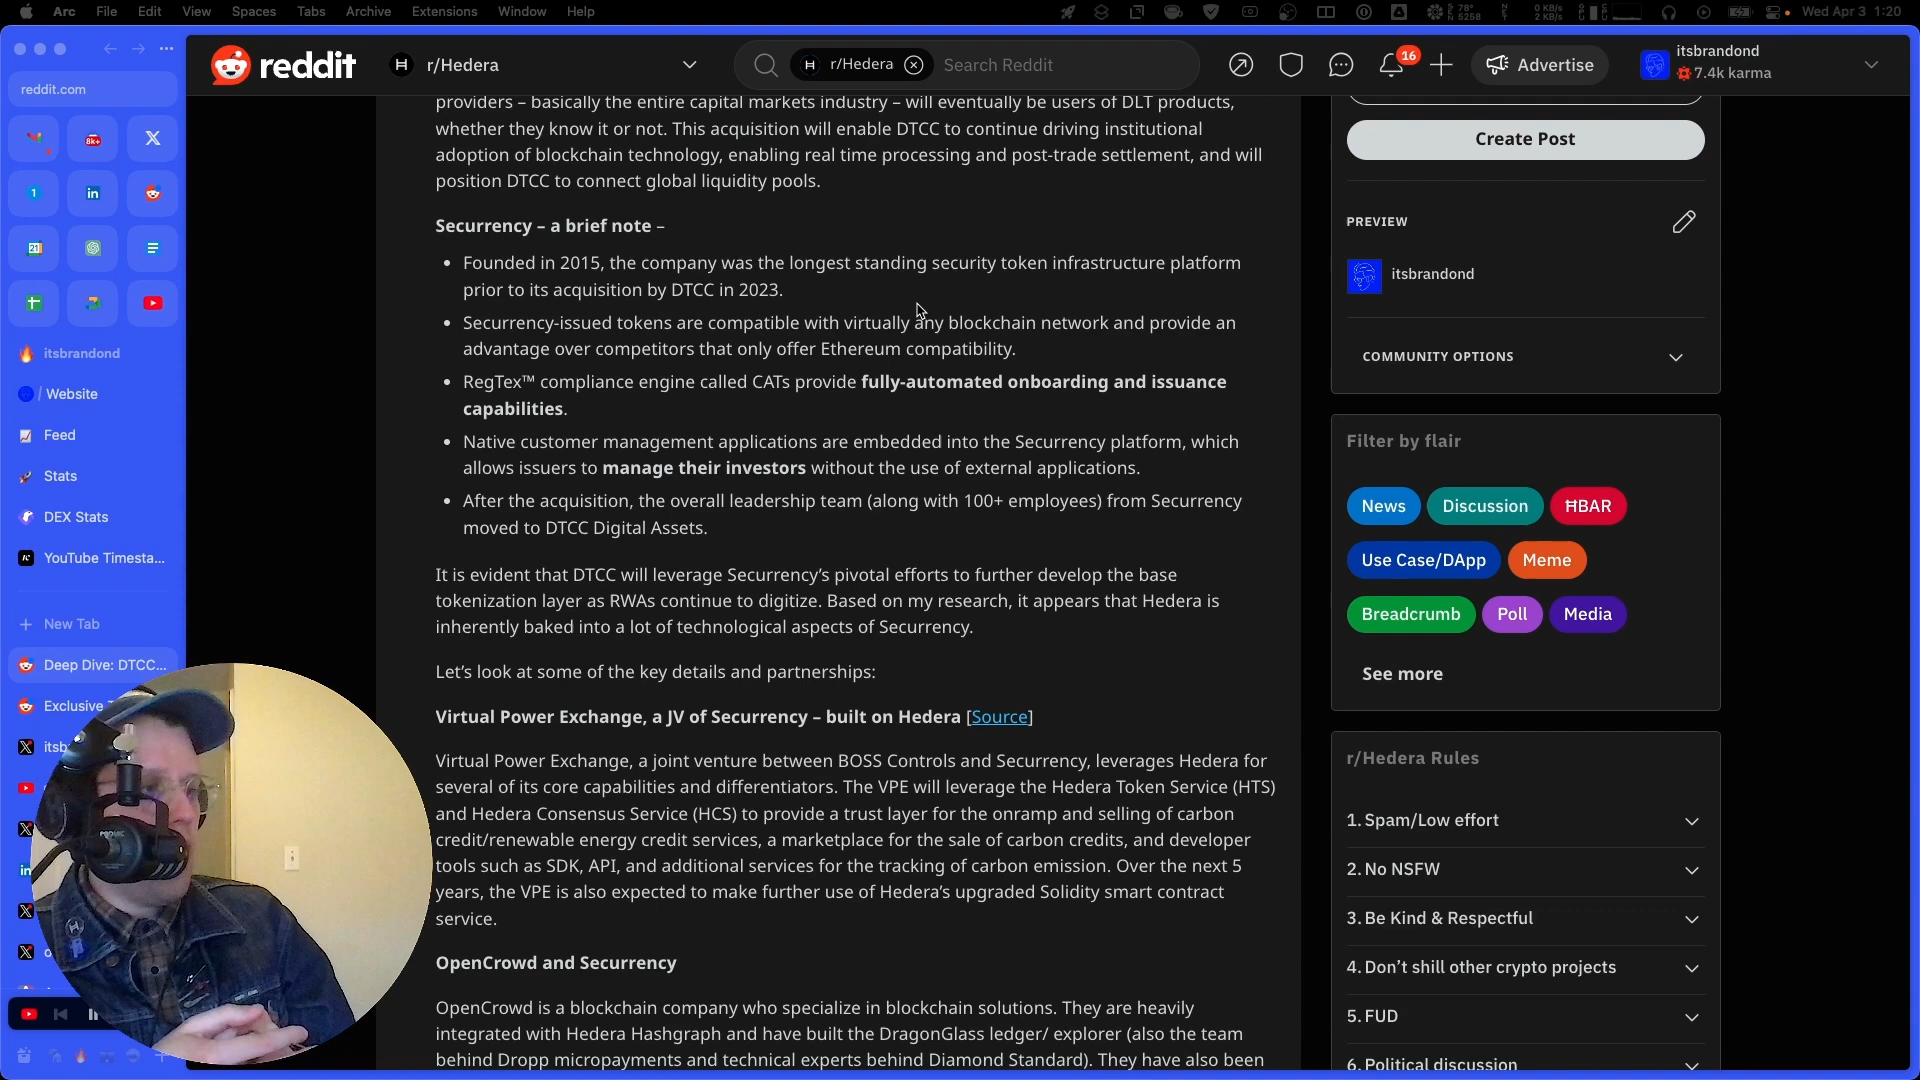 Arc File Edit View Spaces Tabs Archive Extensions Window Help
78° 5258
0 KB/s
2 KB/s
Wed Apr 3 1:20
reddit.com
8k+
1
in
21
itsbrandond
/ Website
Feed
Stats
DEX Stats
YouTube Timesta...
+ New Tab
Deep Dive: DTCC...
Exclusive
itsb
reddit
r/Hedera
r/Hedera
Search Reddit
16
Advertise
itsbrandond
7.4k karma
providers – basically the entire capital markets industry – will eventually be users of DLT products,
whether they know it or not. This acquisition will enable DTCC to continue driving institutional
adoption of blockchain technology, enabling real time processing and post-trade settlement, and will
position DTCC to connect global liquidity pools.
Securrency – a brief note –
• Founded in 2015, the company was the longest standing security token infrastructure platform
prior to its acquisition by DTCC in 2023.
• Securrency-issued tokens are compatible with virtually any blockchain network and provide an
advantage over competitors that only offer Ethereum compatibility.
• RegTex™ compliance engine called CATs provide fully-automated onboarding and issuance
capabilities.
• Native customer management applications are embedded into the Securrency platform, which
allows issuers to manage their investors without the use of external applications.
• After the acquisition, the overall leadership team (along with 100+ employees) from Securrency
moved to DTCC Digital Assets.
It is evident that DTCC will leverage Securrency’s pivotal efforts to further develop the base
tokenization layer as RWAs continue to digitize. Based on my research, it appears that Hedera is
inherently baked into a lot of technological aspects of Securrency.
Let’s look at some of the key details and partnerships:
Virtual Power Exchange, a JV of Securrency – built on Hedera [Source]
Virtual Power Exchange, a joint venture between BOSS Controls and Securrency, leverages Hedera for
several of its core capabilities and differentiators. The VPE will leverage the Hedera Token Service (HTS)
and Hedera Consensus Service (HCS) to provide a trust layer for the onramp and selling of carbon
credit/renewable energy credit services, a marketplace for the sale of carbon credits, and developer
tools such as SDK, API, and additional services for the tracking of carbon emission. Over the next 5
years, the VPE is also expected to make further use of Hedera’s upgraded Solidity smart contract
service.
OpenCrowd and Securrency
OpenCrowd is a blockchain company who specialize in blockchain solutions. They are heavily
integrated with Hedera Hashgraph and have built the DragonGlass ledger/ explorer (also the team
behind Dropp micropayments and technical experts behind Diamond Standard). They have also been
Create Post
PREVIEW
itsbrandond
COMMUNITY OPTIONS
Filter by flair
News Discussion ĦBAR
Use Case/DApp Meme
Breadcrumb Poll Media
See more
r/Hedera Rules
1. Spam/Low effort
2. No NSFW
3. Be Kind & Respectful
4. Don’t shill other crypto projects
5. FUD
6. Political discussion